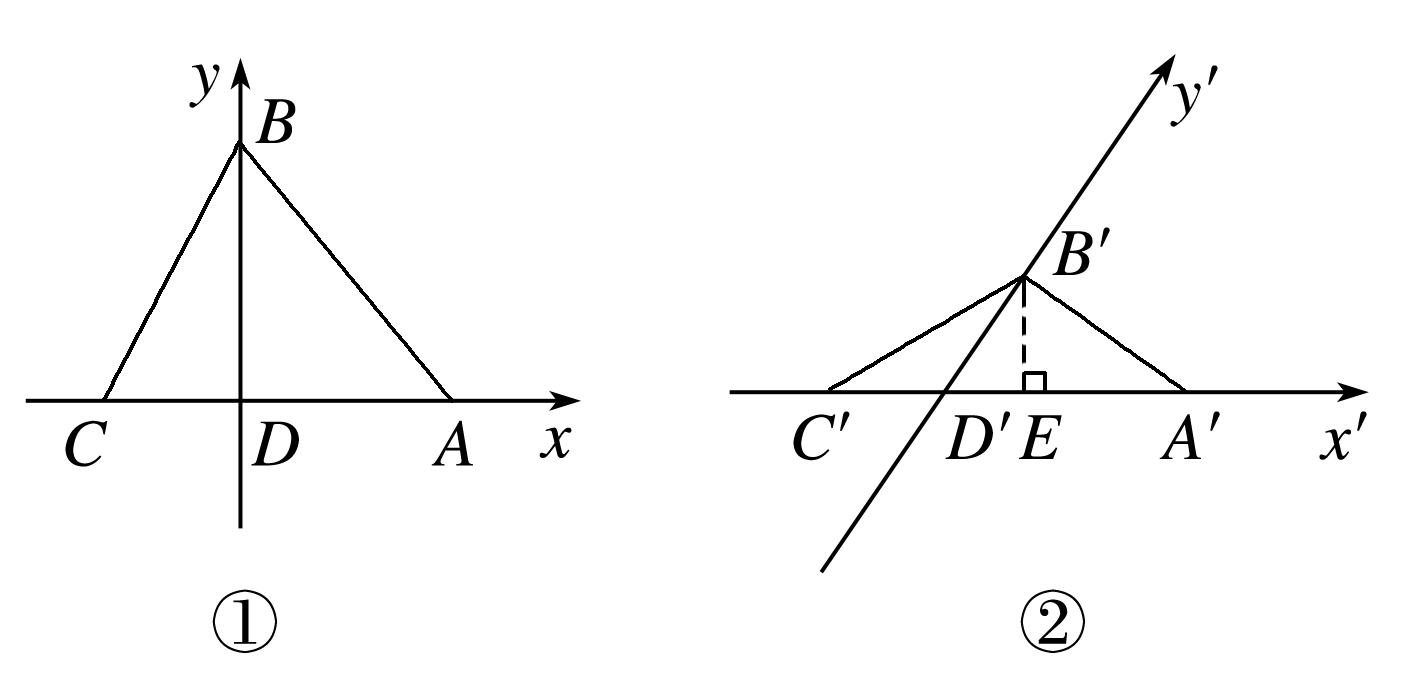 y
B
C D A x
①
y′
B′
C′ D′ E A′ x′
②